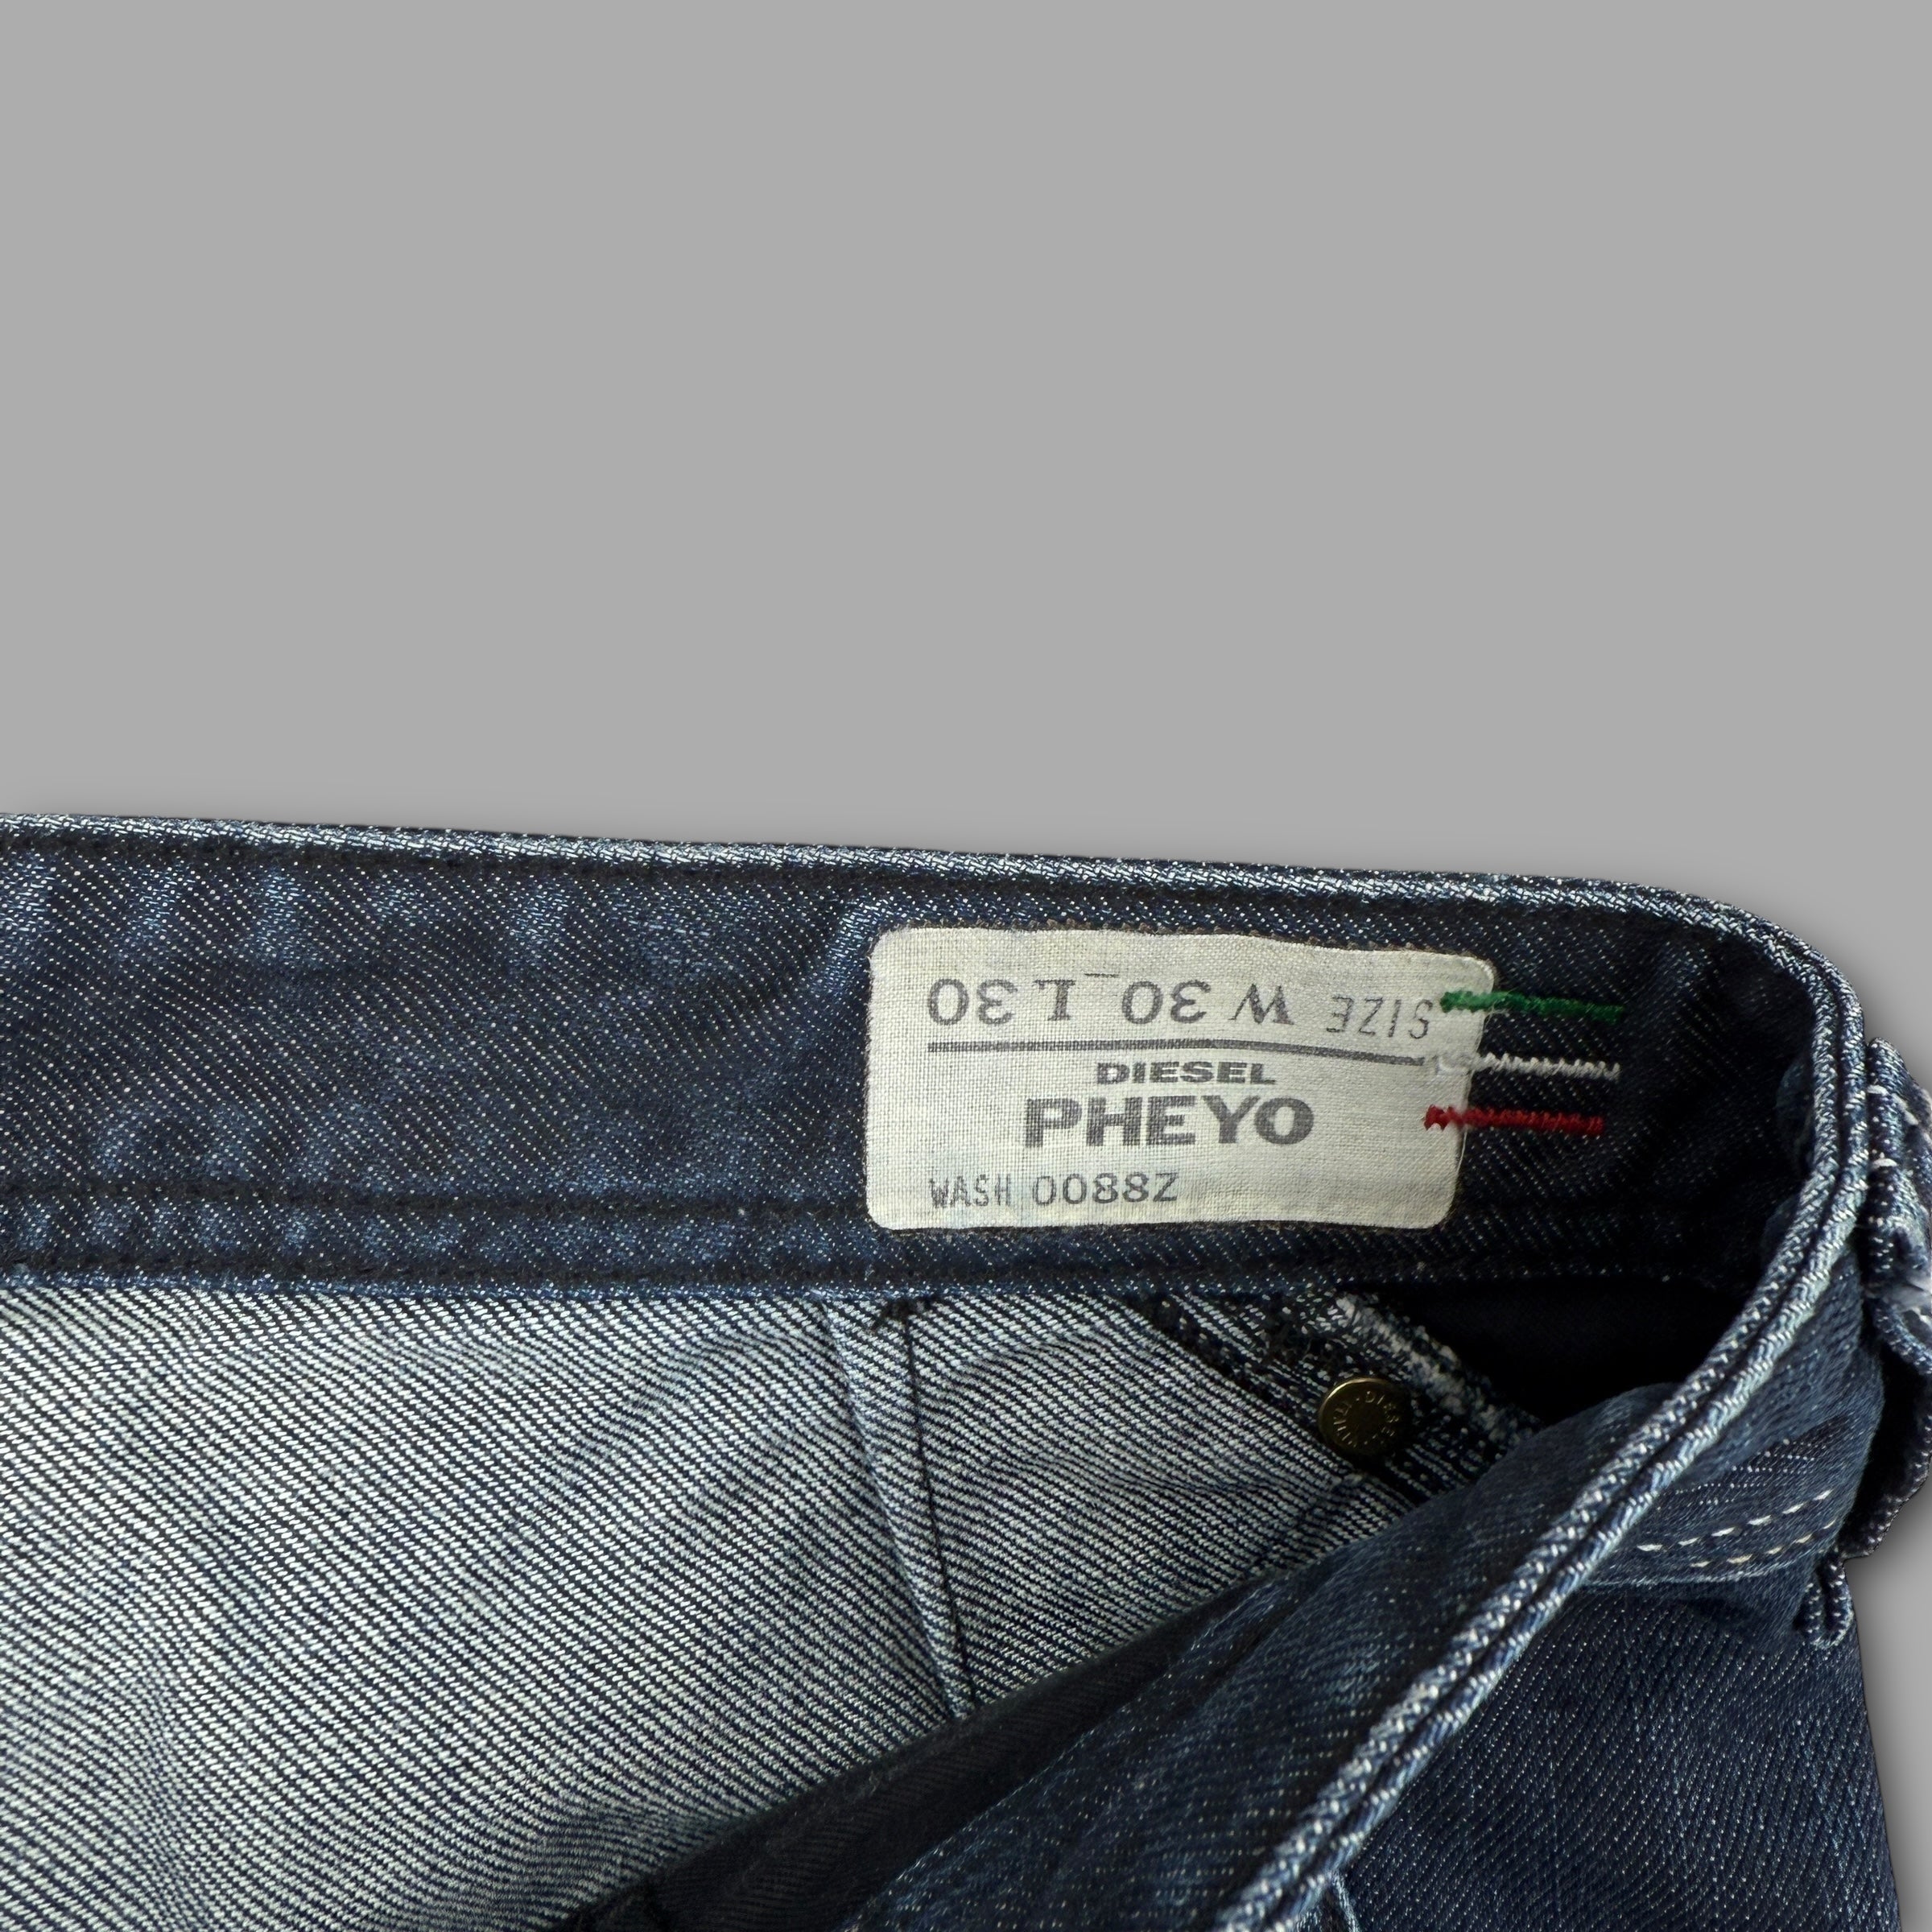 SIZE W 30 L 30
DIESEL
PHEYO
WASH 0088Z